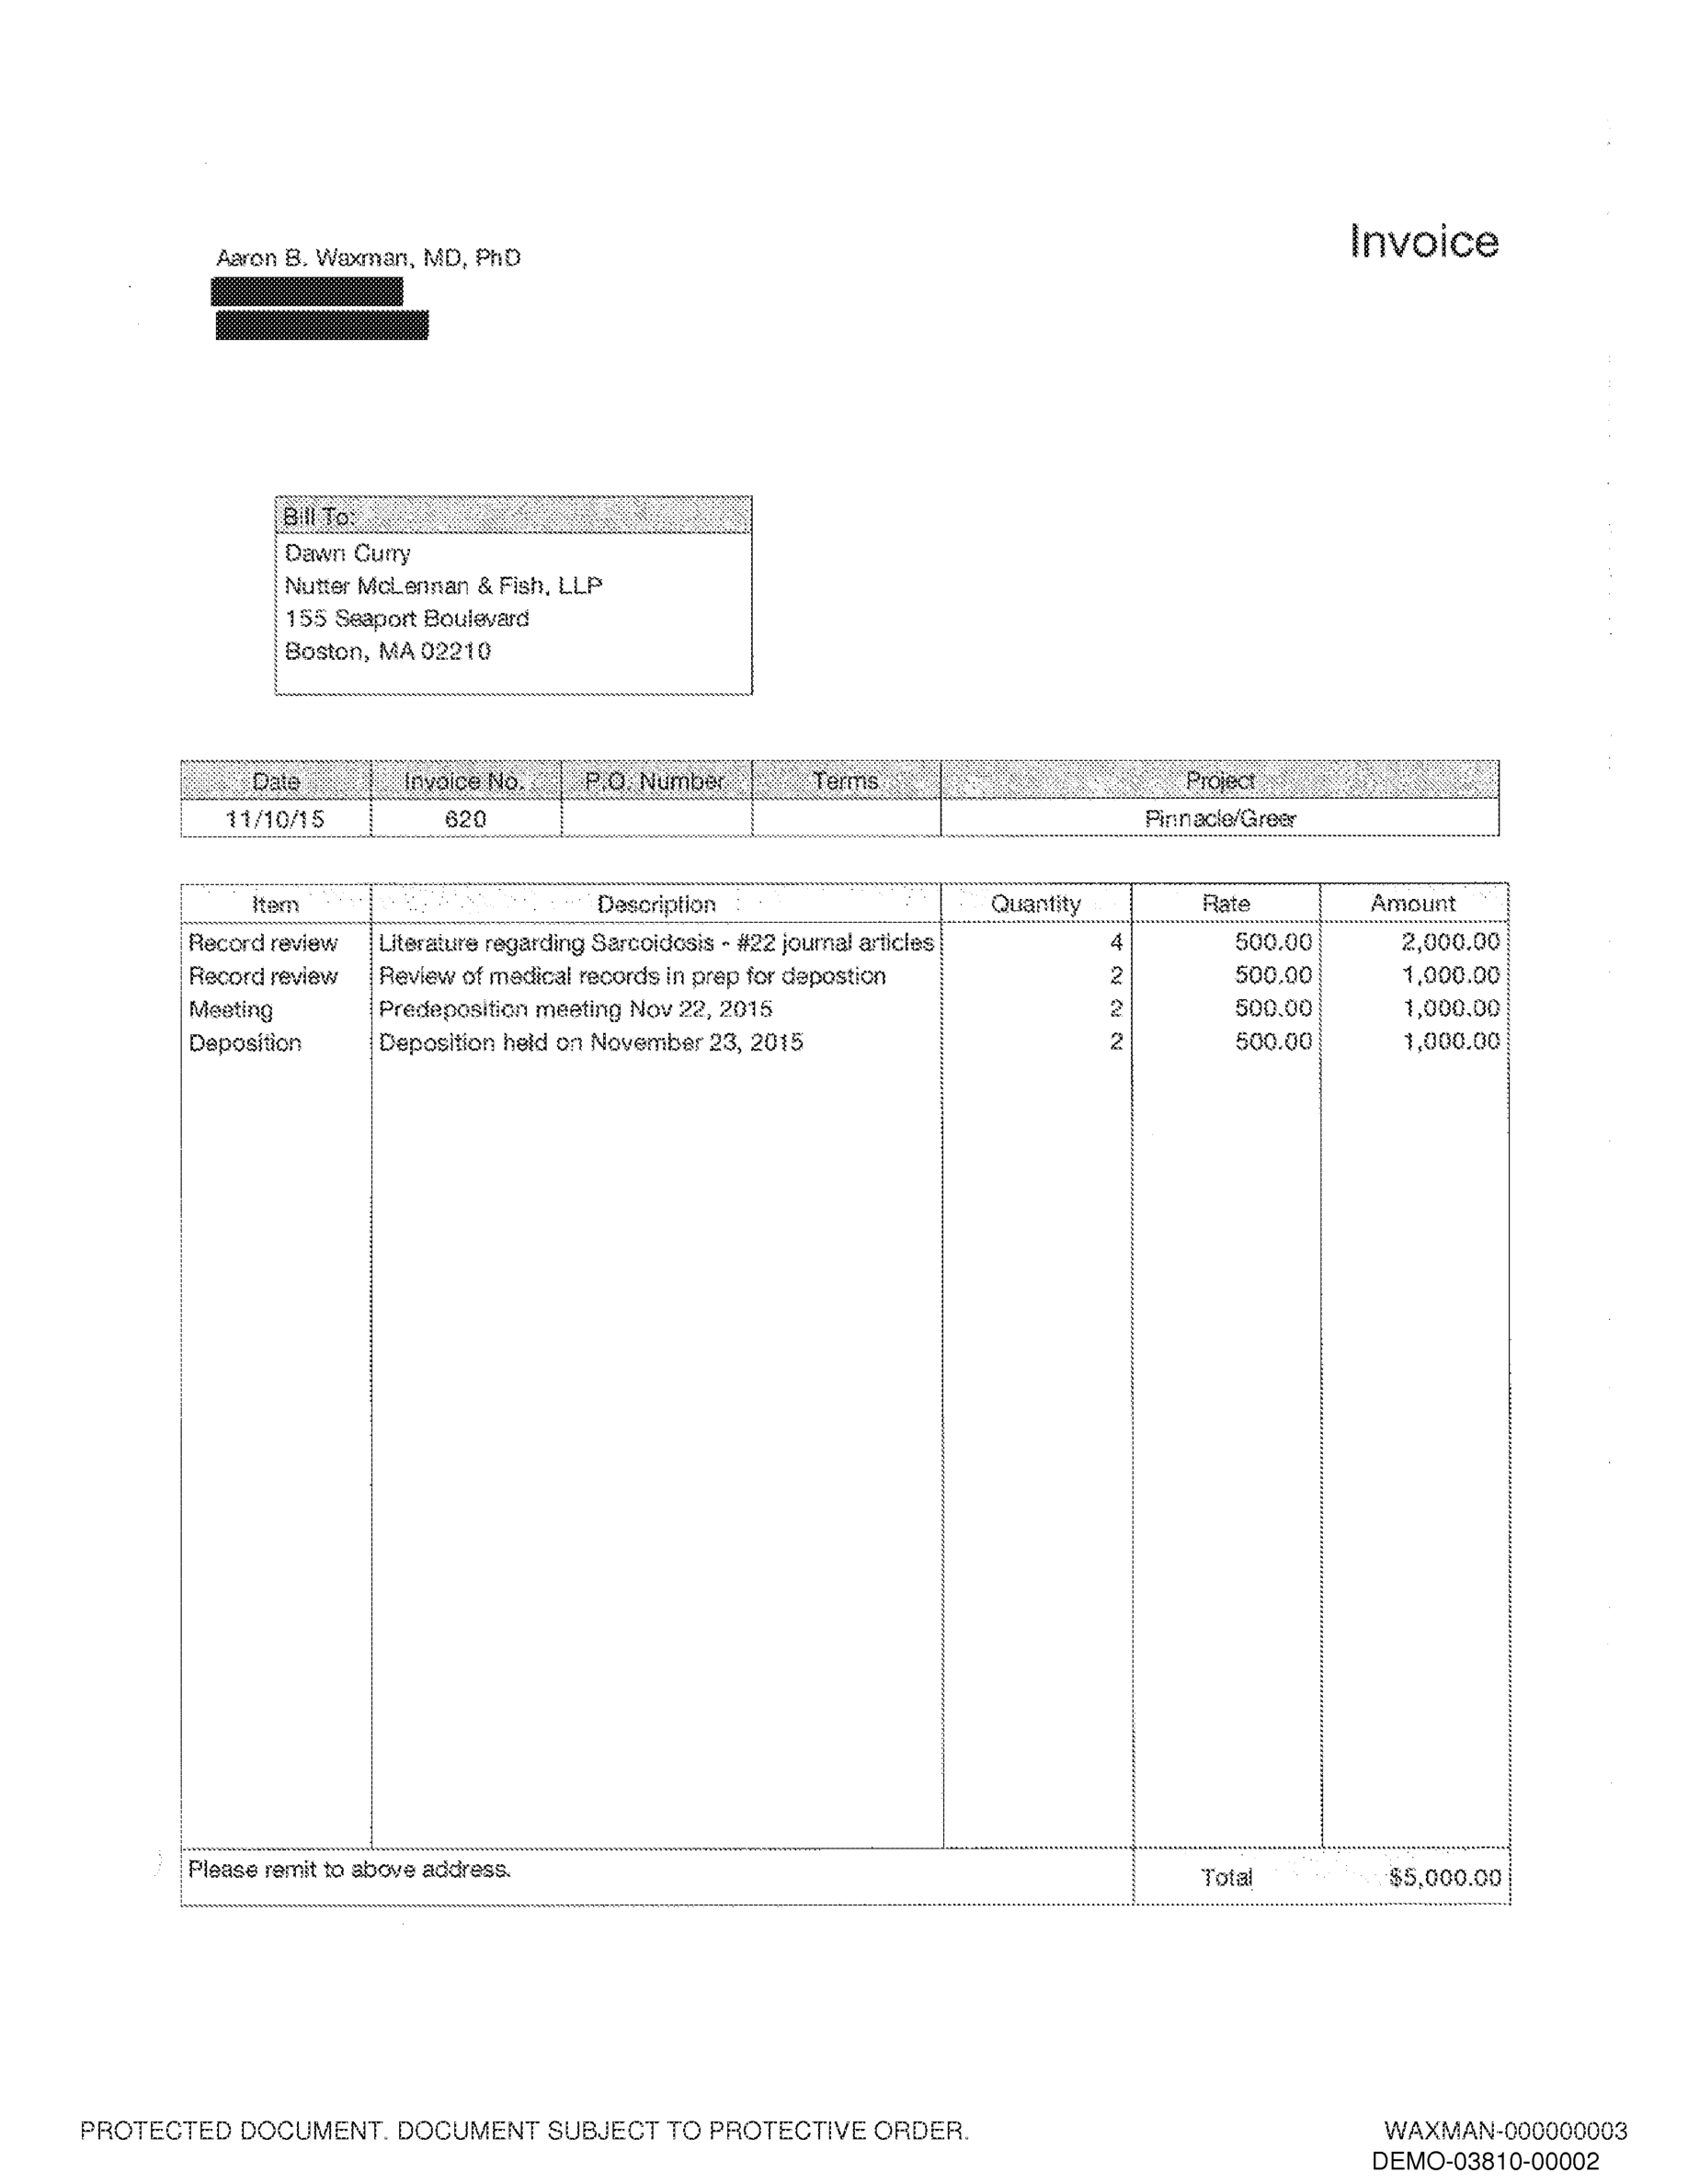 Invoice
Aaron B. Waxman, MD, PhD
Bill To:
Dawn Curry
Nutter McLennan & Fish, LLP
155 Seaport Boulevard
Boston, MA 02210
Date Invoice No. P.O. Number Terms Project
11/10/15 620 Pinnacle/Greer
Item Description Quantity Rate Amount
Record review Literature regarding Sarcoidosis - #22 journal articles 4 500.00 2,000.00
Record review Review of medical records in prep for depostion 2 500.00 1,000.00
Meeting Predeposition meeting Nov 22, 2015 2 500.00 1,000.00
Deposition Deposition held on November 23, 2015 2 500.00 1,000.00
Please remit to above address. Total $5,000.00
PROTECTED DOCUMENT. DOCUMENT SUBJECT TO PROTECTIVE ORDER. WAXMAN-000000003
DEMO-03810-00002